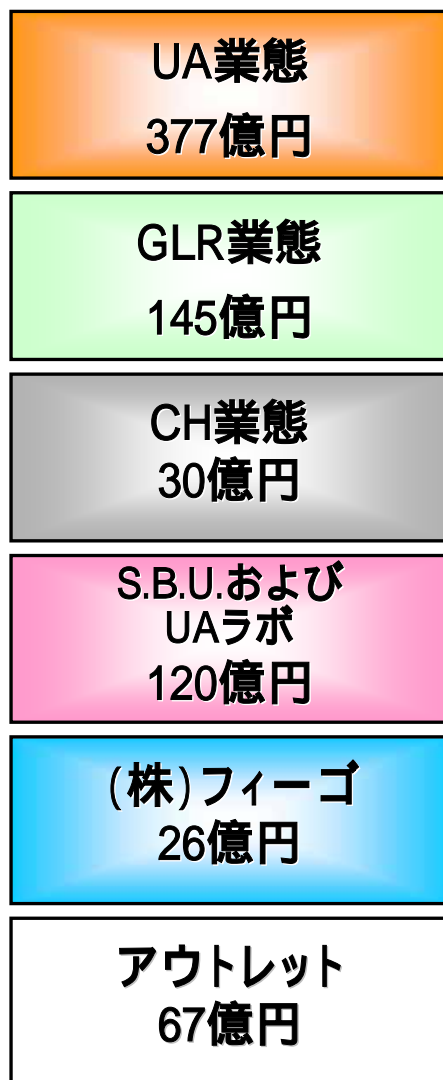 UA業態
377億円
GLR業態
145億円
CH業態
30億円
S.B.U.および
UAラボ
120億円
(株)フィーゴ
26億円
アウトレット
67億円